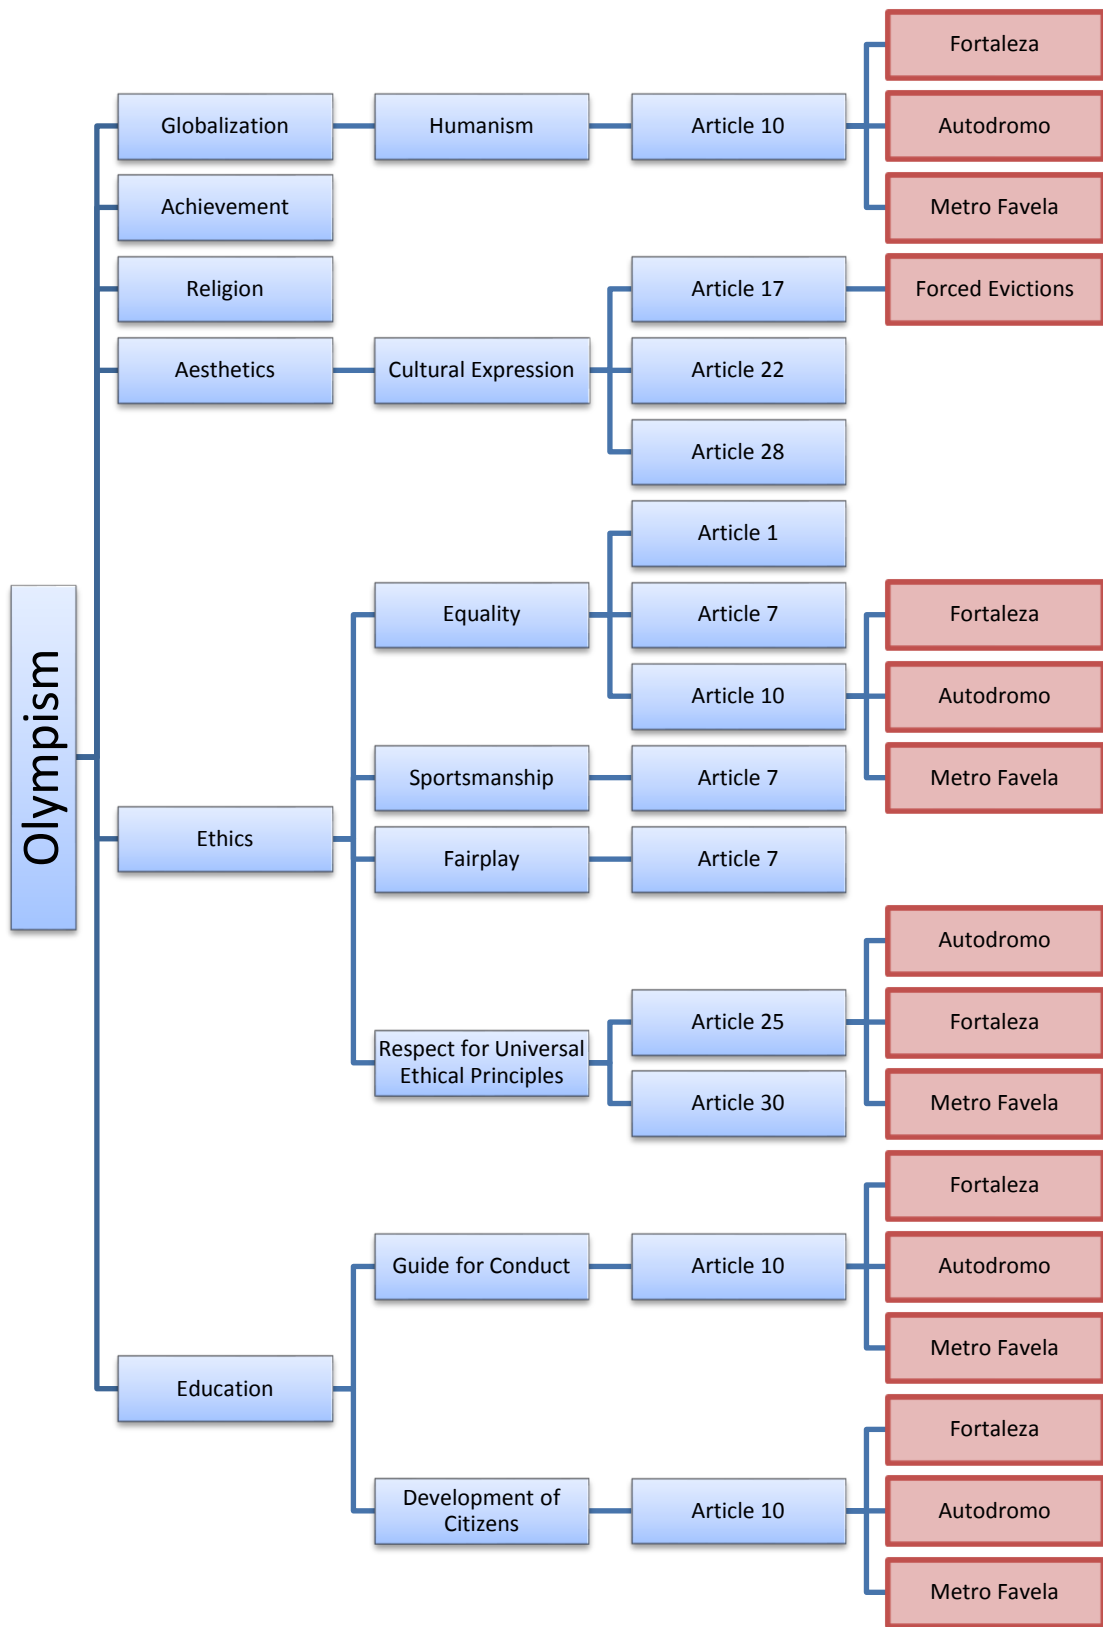 Olympism
Globalization
Humanism
Article 10
Fortaleza
Autodromo
Metro Favela
Achievement
Religion
Aesthetics
Cultural Expression
Article 17
Forced Evictions
Article 22
Article 28
Ethics
Equality
Article 1
Article 7
Article 10
Fortaleza
Autodromo
Metro Favela
Sportsmanship
Article 7
Fairplay
Article 7
Respect for Universal
Ethical Principles
Article 25
Autodromo
Fortaleza
Metro Favela
Article 30
Education
Guide for Conduct
Article 10
Fortaleza
Autodromo
Metro Favela
Development of
Citizens
Article 10
Fortaleza
Autodromo
Metro Favela